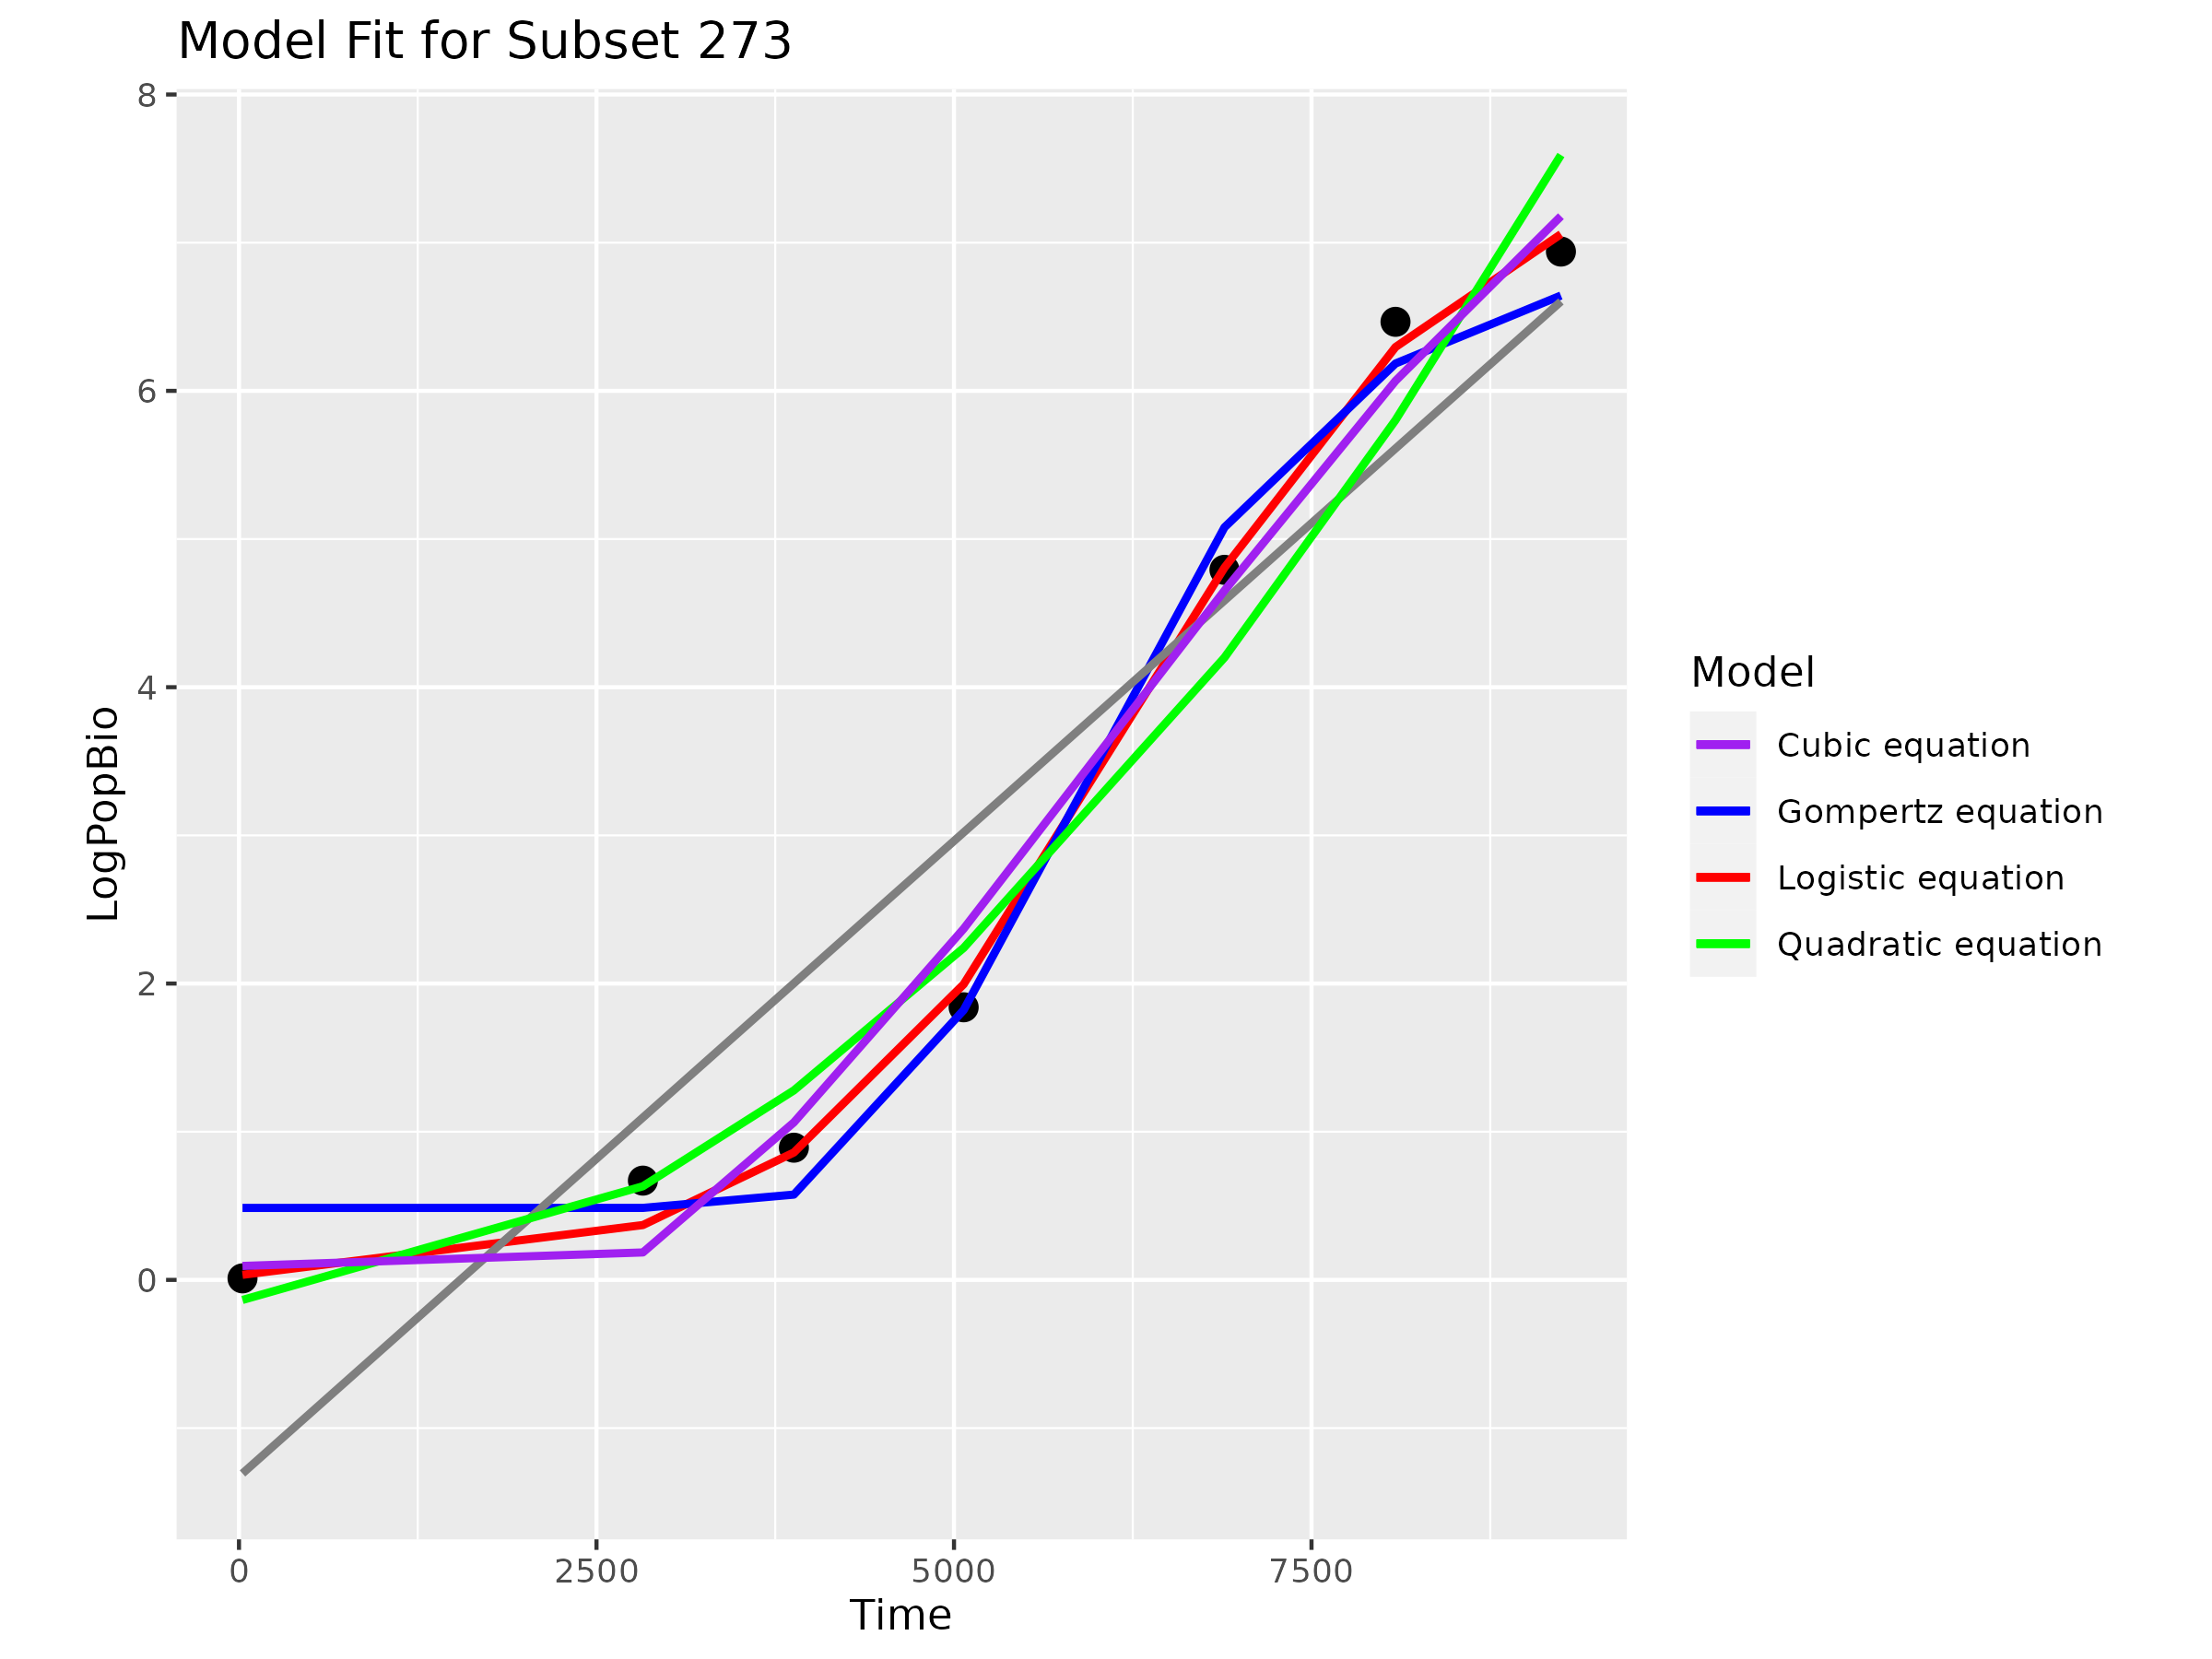 Model Fit for Subset 273
8
6
4
2
0
LogPopBio
0 2500 5000 7500
Time
Model
Cubic equation
Gompertz equation
Logistic equation
Quadratic equation